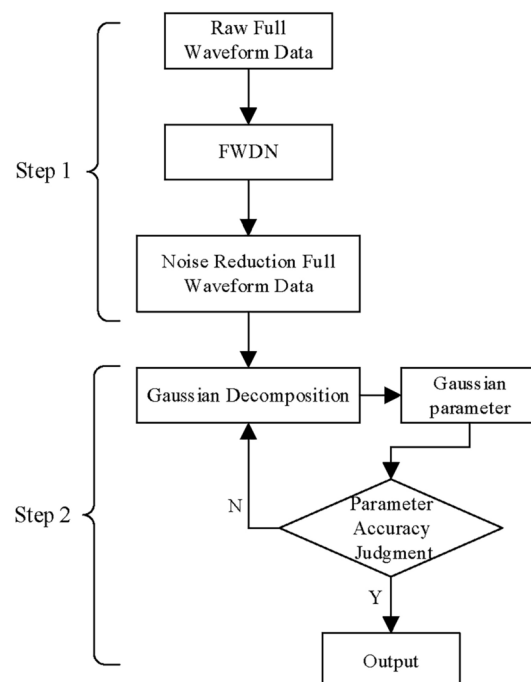 Raw Full
Waveform Data
FWDN
Step 1
Noise Reduction Full
Waveform Data
Gaussian Decomposition
Gaussian
parameter
Step 2
N
Parameter
Accuracy
Judgment
Y
Output